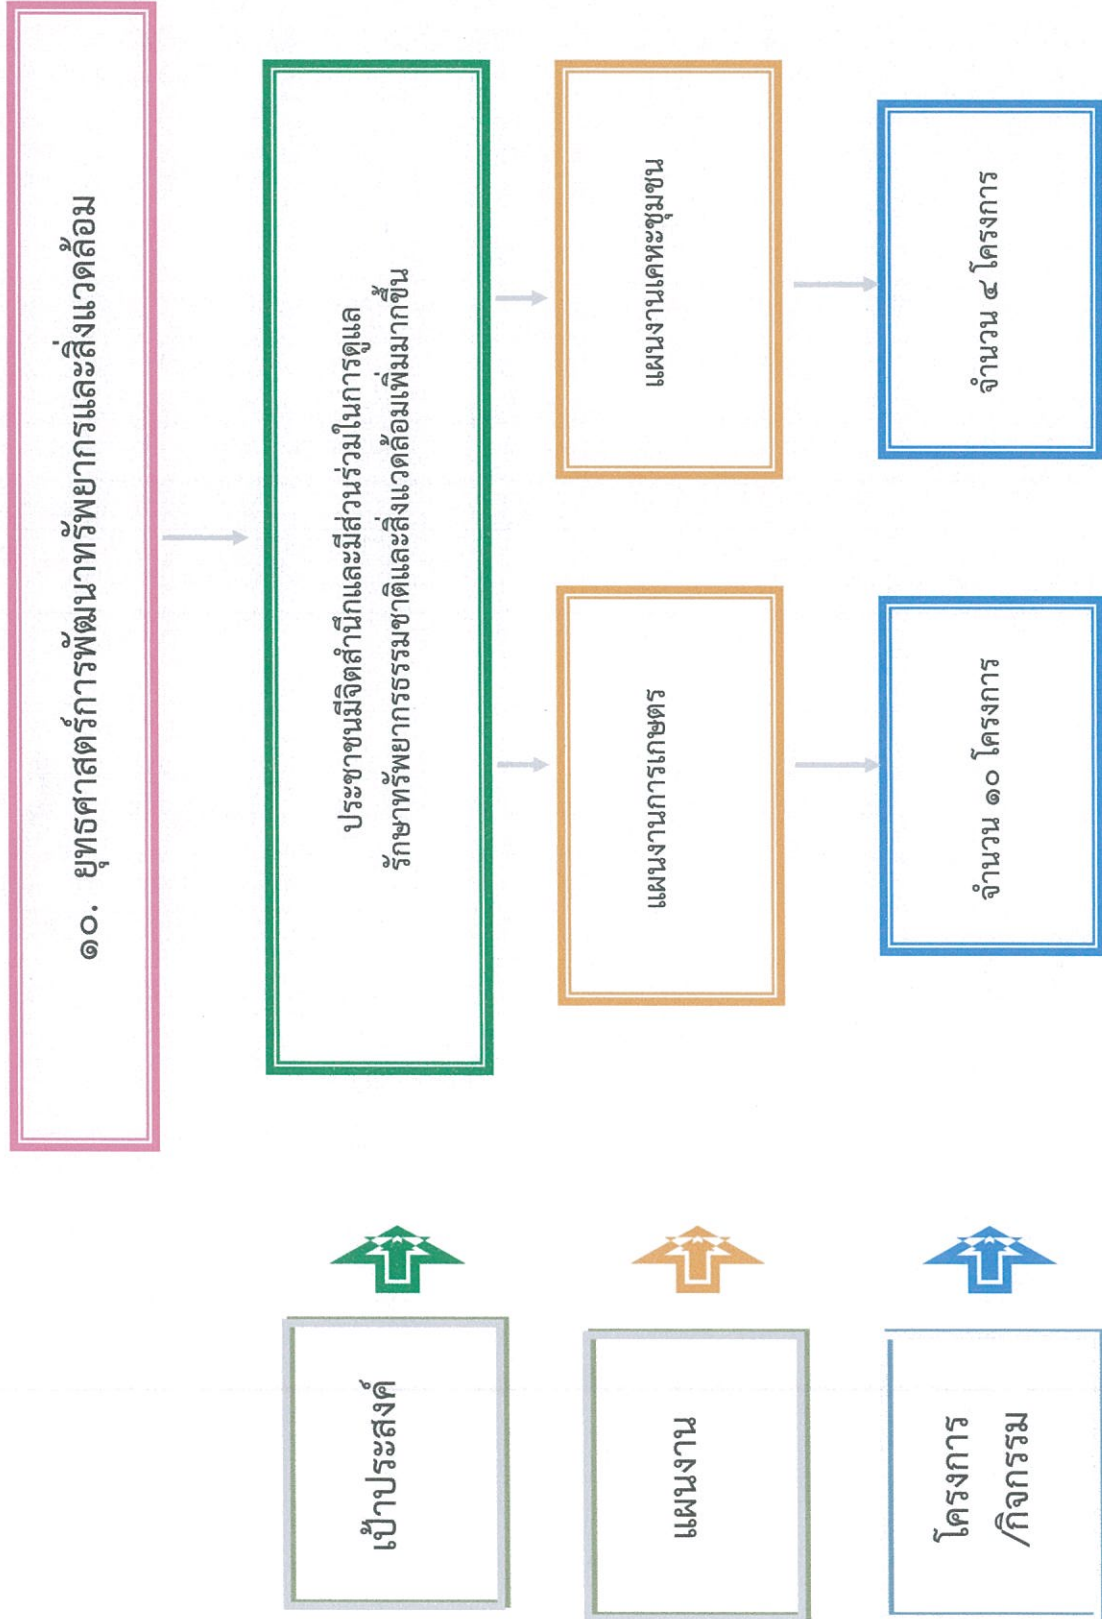 ๑๐. ยุทธศาสตร์การพัฒนาทรัพยากรและสิ่งแวดล้อม
เป้าประสงค์
ประชาชนมีจิตสำนึกและมีส่วนร่วมในการดูแล
รักษาทรัพยากรธรรมชาติและสิ่งแวดล้อมเพิ่มมากขึ้น
แผนงาน
แผนงานการเกษตร
แผนงานเคหะชุมชน
โครงการ
/กิจกรรม
จำนวน ๑๐ โครงการ
จำนวน ๔ โครงการ